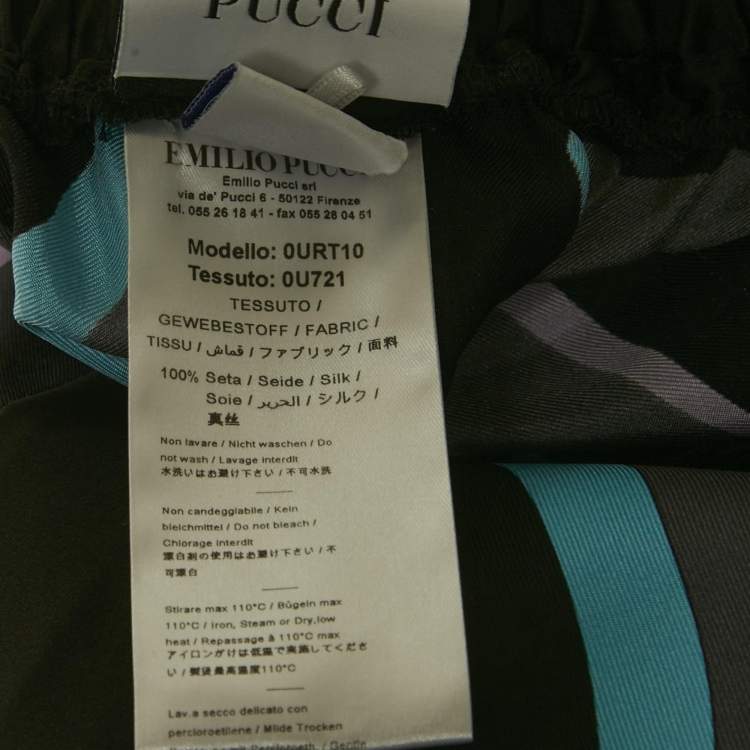 PUCCI
EMILIO PUCCI
Emilio Pucci srl
via de' Pucci 6 - 50122 Firenze
tel. 055 26 18 41 - fax 055 28 04 51
Modello: 0URT10
Tessuto: 0U721
TESSUTO /
GEWEBESTOFF / FABRIC /
TISSU / قماش / ファブリック / 面料
100% Seta / Seide / Silk /
Soie / الحرير / シルク /
真丝
Non lavare / Nicht waschen / Do
not wash / Lavage interdit
水洗いはお避け下さい / 不可水洗
Non candeggiabile / Kein
bleichmittel / Do not bleach /
Chlorage interdit
漂白剤の使用はお避け下さい / 不
可漂白
Stirare max 110°C / Bügeln max
110°C / Iron, Steam or Dry, low
heat / Repassage à 110°C max
アイロンがけは低温で実施してくださ
い / 熨烫最高温度110°C
Lav.a secco delicato con
percloroetilene / Milde Trocken
mit Perchloroeth. / Gentle